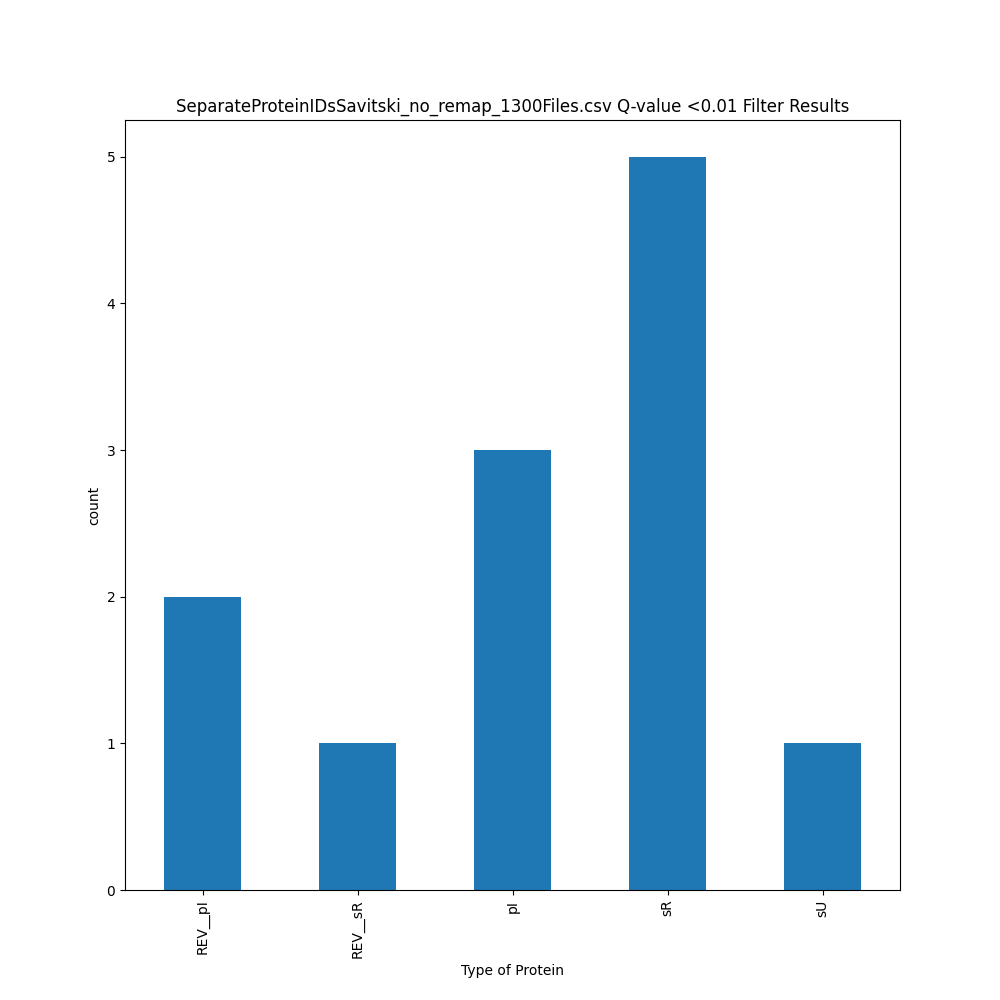 SeparateProteinIDsSavitski_no_remap_1300Files.csv Q-value <0.01 Filter Results
5
4
3
2
1
0
count
REV__pI
REV__sR
pI
sR
sU
Type of Protein